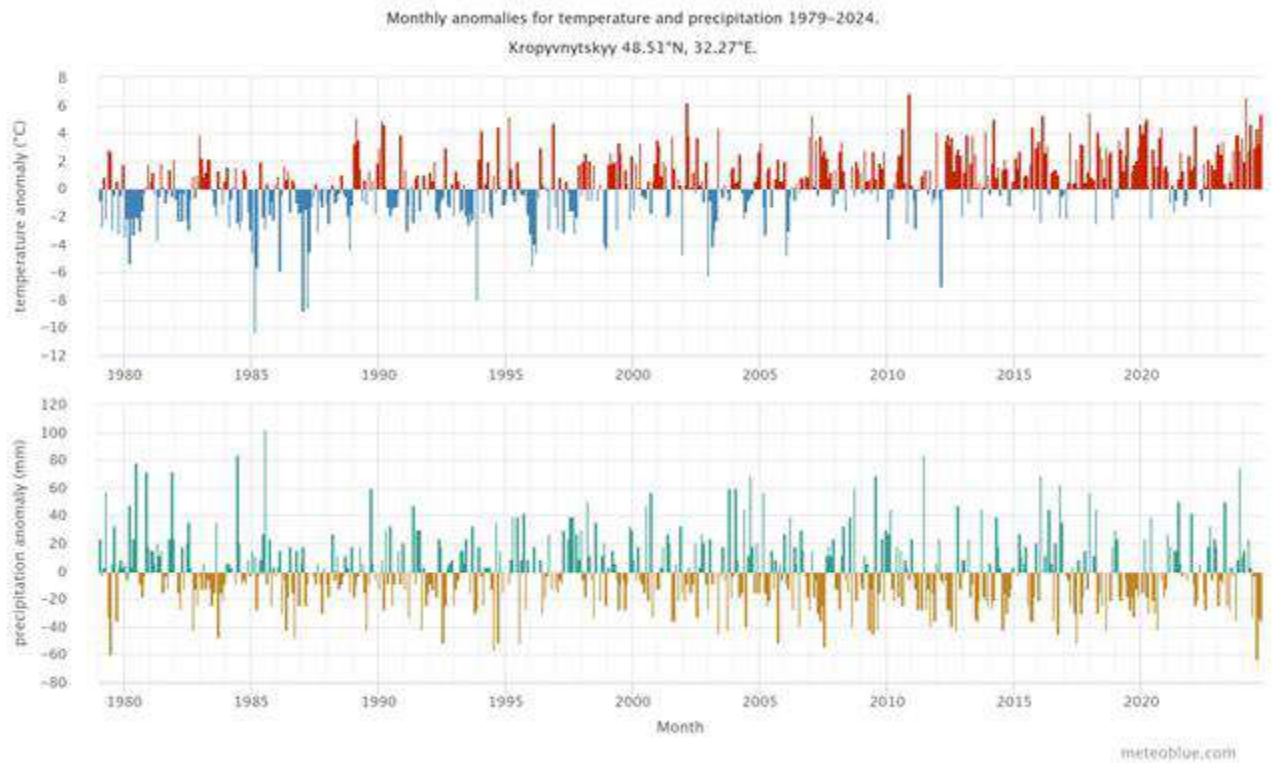 Monthly anomalies for temperature and precipitation 1979–2024.
Kropyvnytskyy 48.51°N, 32.27°E.
temperature anomaly (°C)
8
6
4
2
0
−2
−4
−6
−8
−10
−12
1980 1985 1990 1995 2000 2005 2010 2015 2020
precipitation anomaly (mm)
120
100
80
60
40
20
0
−20
−40
−60
−80
1980 1985 1990 1995 2000 2005 2010 2015 2020
Month
meteoblue.com